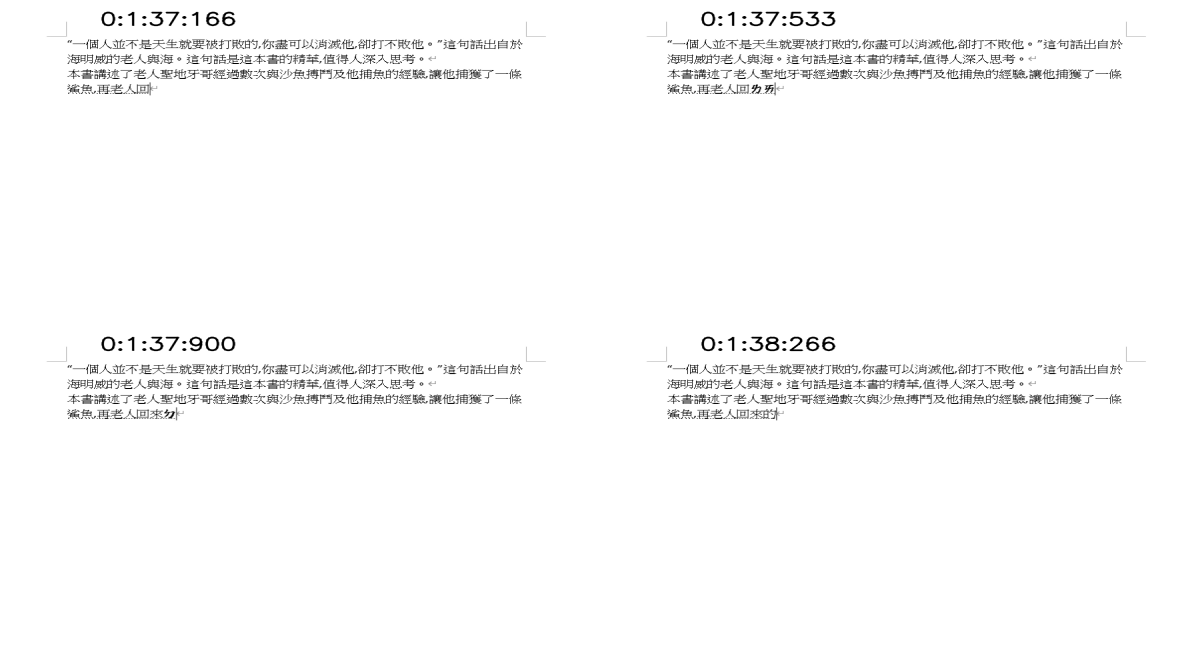 0:1:37:166
“一個人並不是天生就要被打敗的,你盡可以消滅他,卻打不敗他。”這句話出自於
海明威的老人與海。這句話是這本書的精華,值得人深入思考。
本書講述了老人聖地牙哥經過數次與沙魚搏鬥及他捕魚的經驗,讓他捕獲了一條
鯊魚,再老人回
0:1:37:533
“一個人並不是天生就要被打敗的,你盡可以消滅他,卻打不敗他。”這句話出自於
海明威的老人與海。這句話是這本書的精華,值得人深入思考。
本書講述了老人聖地牙哥經過數次與沙魚搏鬥及他捕魚的經驗,讓他捕獲了一條
鯊魚,再老人回ㄌㄞ
0:1:37:900
“一個人並不是天生就要被打敗的,你盡可以消滅他,卻打不敗他。”這句話出自於
海明威的老人與海。這句話是這本書的精華,值得人深入思考。
本書講述了老人聖地牙哥經過數次與沙魚搏鬥及他捕魚的經驗,讓他捕獲了一條
鯊魚,再老人回來ㄉ
0:1:38:266
“一個人並不是天生就要被打敗的,你盡可以消滅他,卻打不敗他。”這句話出自於
海明威的老人與海。這句話是這本書的精華,值得人深入思考。
本書講述了老人聖地牙哥經過數次與沙魚搏鬥及他捕魚的經驗,讓他捕獲了一條
鯊魚,再老人回來的